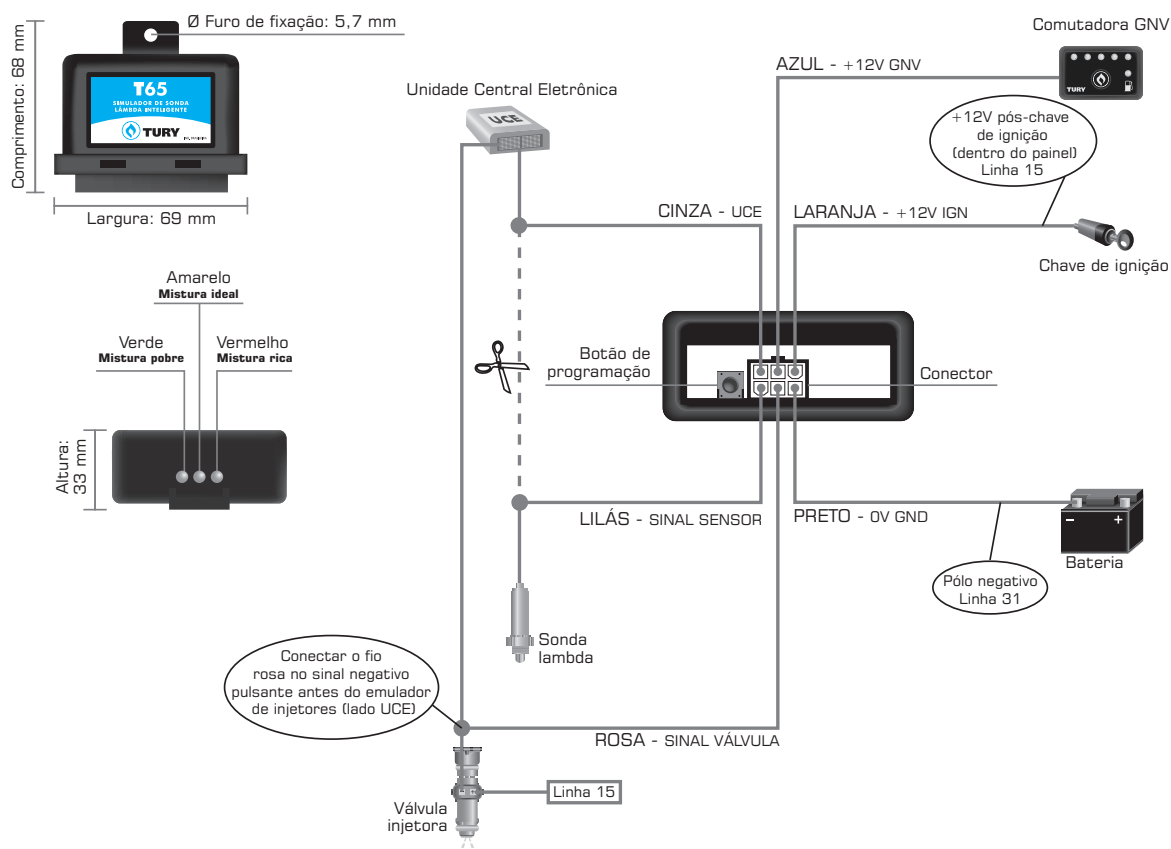 Ø Furo de fixação: 5,7 mm
Comprimento: 68 mm
T65
SIMULADOR DE SONDA
LÂMBDA INTELIGENTE
TURY
Largura: 69 mm
Amarelo
Mistura ideal
Verde
Mistura pobre
Vermelho
Mistura rica
Altura:
33 mm
Unidade Central Eletrônica
UCE
Comutadora GNV
TURY
AZUL - +12V GNV
+12V pós-chave
de ignição
(dentro do painel)
Linha 15
CINZA - UCE
LARANJA - +12V IGN
Chave de ignição
Botão de
programação
Conector
LILÁS - SINAL SENSOR
PRETO - 0V GND
- +
Bateria
Pólo negativo
Linha 31
Sonda
lambda
Conectar o fio
rosa no sinal negativo
pulsante antes do emulador
de injetores (lado UCE)
ROSA - SINAL VÁLVULA
Linha 15
Válvula
injetora